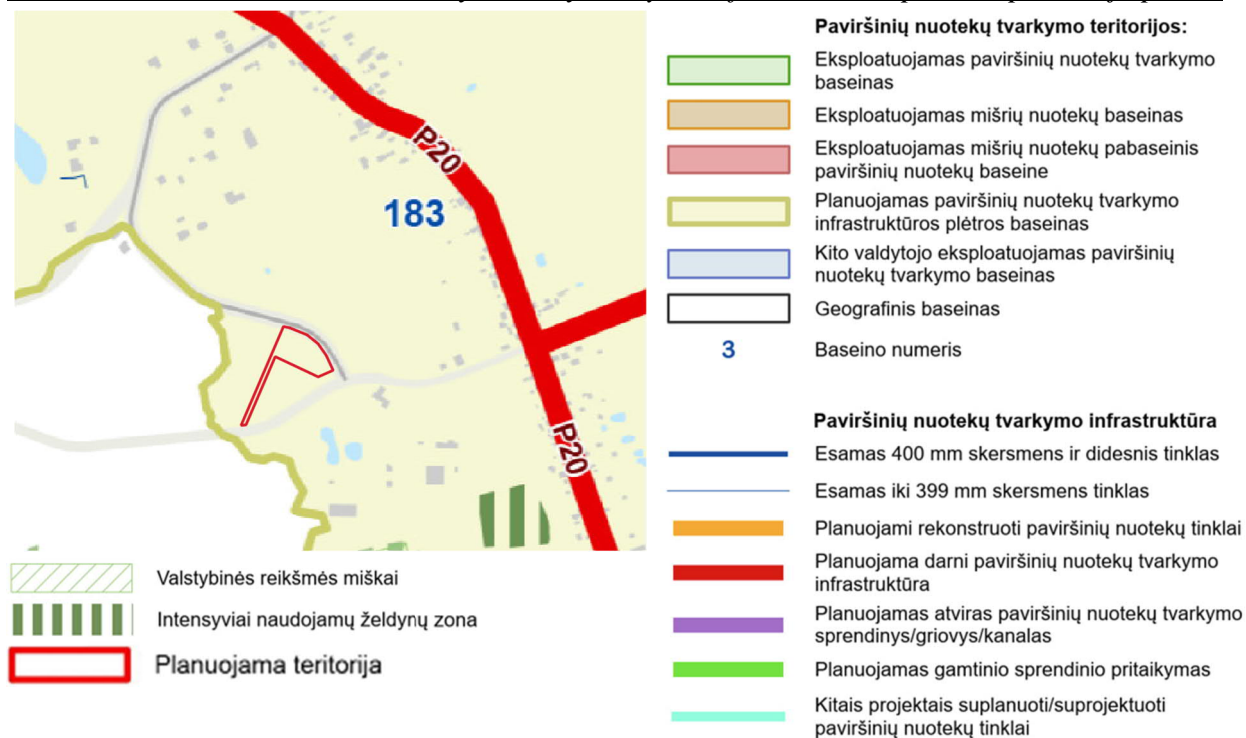 P20
183
P20
Valstybinės reikšmės miškai
Intensyviai naudojamų želdynų zona
Planuojama teritorija
Paviršinių nuotekų tvarkymo teritorijos:
Eksploatuojamas paviršinių nuotekų tvarkymo
baseinas
Eksploatuojamas mišrių nuotekų baseinas
Eksploatuojamas mišrių nuotekų pabaseinis
paviršinių nuotekų baseine
Planuojamas paviršinių nuotekų tvarkymo
infrastruktūros plėtros baseinas
Kito valdytojo eksploatuojamas paviršinių
nuotekų tvarkymo baseinas
Geografinis baseinas
3
Baseino numeris
Paviršinių nuotekų tvarkymo infrastruktūra
Esamas 400 mm skersmens ir didesnis tinklas
Esamas iki 399 mm skersmens tinklas
Planuojami rekonstruoti paviršinių nuotekų tinklai
Planuojama darni paviršinių nuotekų tvarkymo
infrastruktūra
Planuojamas atviras paviršinių nuotekų tvarkymo
sprendinys/griovys/kanalas
Planuojamas gamtinio sprendinio pritaikymas
Kitais projektais suplanuoti/suprojektuoti
paviršinių nuotekų tinklai